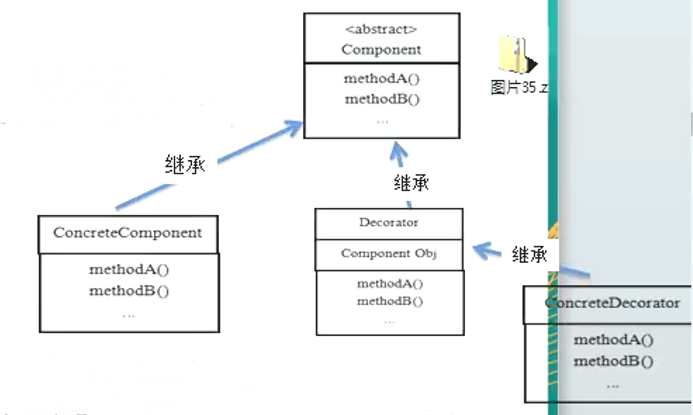 <abstract>
Component
methodA()
methodB()
...
图片35.z
继承
继承
ConcreteComponent
methodA()
methodB()
...
Decorator
Component Obj
methodA()
methodB()
...
继承
ConcreteDecorator
methodA()
methodB()
...